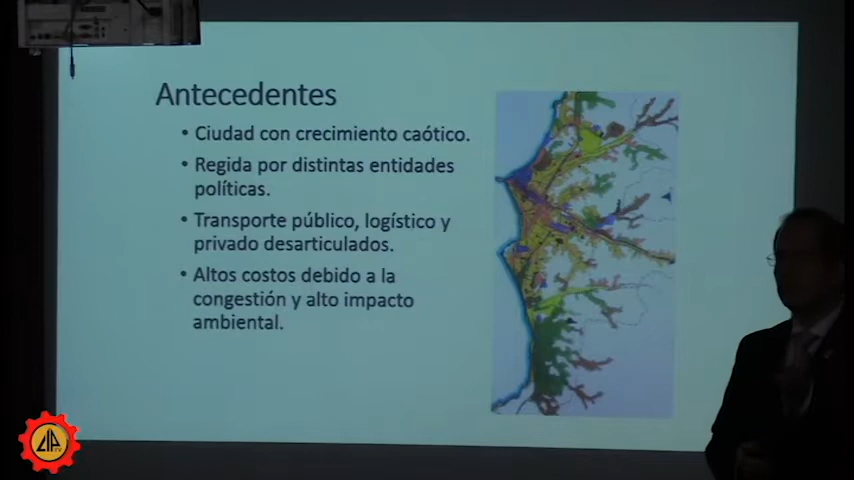 Antecedentes
• Ciudad con crecimiento caótico.
• Regida por distintas entidades
políticas.
• Transporte público, logístico y
privado desarticulados.
• Altos costos debido a la
congestión y alto impacto
ambiental.